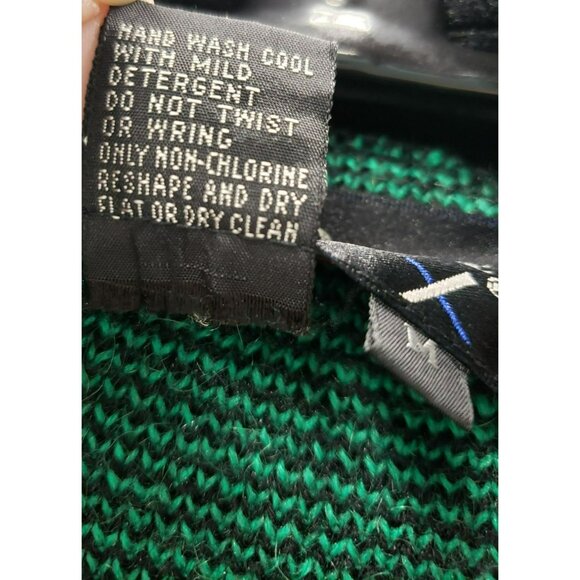 HAND WASH COOL
WITH MILD
DETERGENT
DO NOT TWIST
OR WRING
ONLY NON-CHLORINE
RESHAPE AND DRY
FLAT OR DRY CLEAN
M